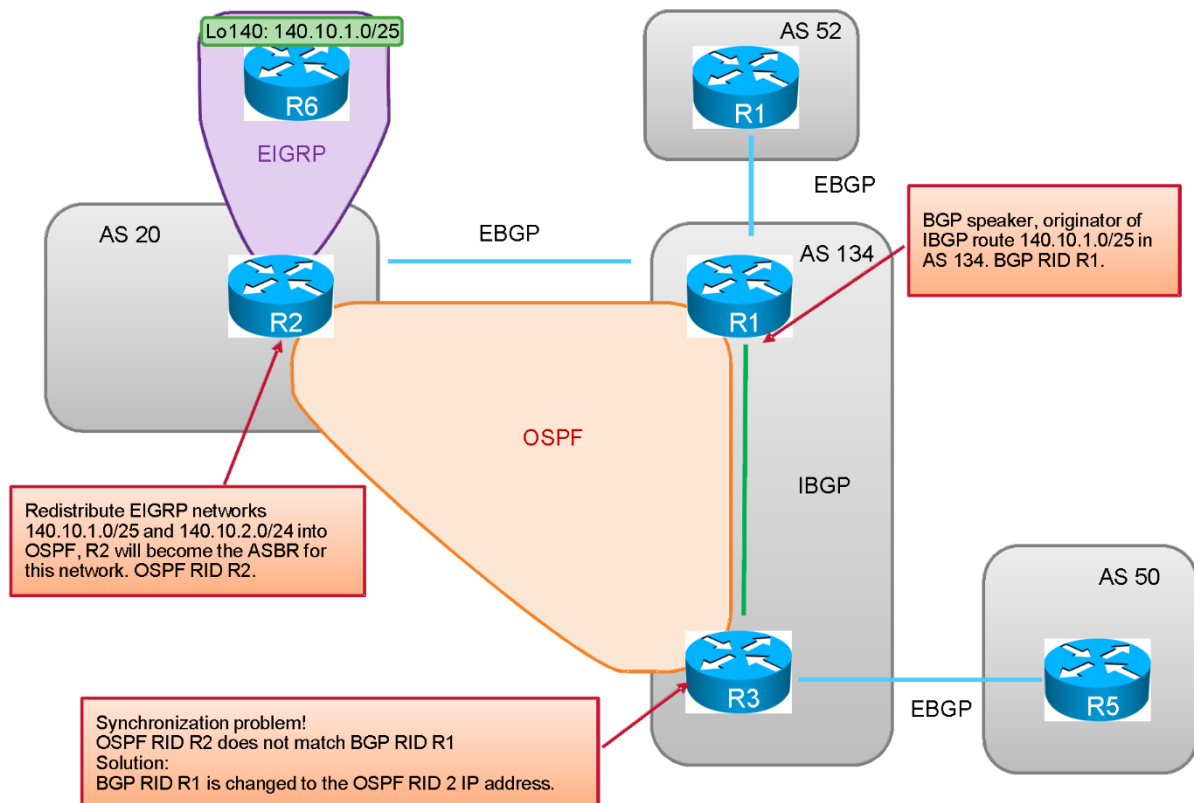 Lo140: 140.10.1.0/25
R6
EIGRP
AS 52
R1
EBGP
AS 20
R2
EBGP
AS 134
R1
BGP speaker, originator of
IBGP route 140.10.1.0/25 in
AS 134. BGP RID R1.
OSPF
IBGP
Redistribute EIGRP networks
140.10.1.0/25 and 140.10.2.0/24 into
OSPF, R2 will become the ASBR for
this network. OSPF RID R2.
R3
EBGP
AS 50
R5
Synchronization problem!
OSPF RID R2 does not match BGP RID R1
Solution:
BGP RID R1 is changed to the OSPF RID 2 IP address.